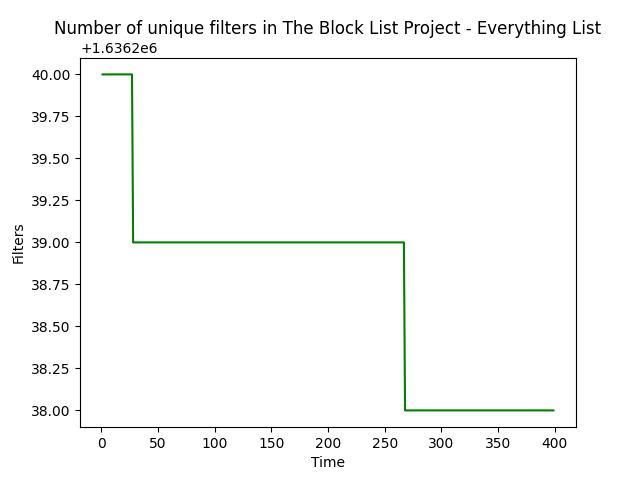 Number of unique filters in The Block List Project - Everything List
+1.6362e6
40.00
39.75
39.50
39.25
39.00
38.75
38.50
38.25
38.00
Filters
0 50 100 150 200 250 300 350 400
Time